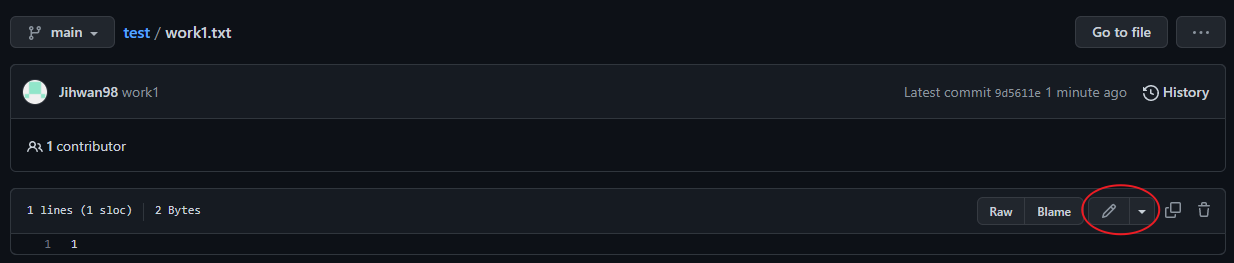 main test / work1.txt Go to file ...
Jihwan98 work1 Latest commit 9d5611e 1 minute ago History
1 contributor
1 lines (1 sloc) 2 Bytes Raw Blame
1 1